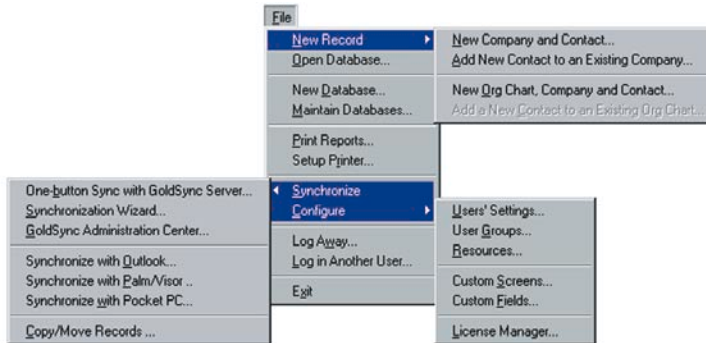 File
New Record
Open Database...
New Database...
Maintain Databases...
Print Reports...
Setup Printer...
Synchronize
Configure
Log Away...
Log in Another User...
Exit
New Company and Contact...
Add New Contact to an Existing Company...
New Org Chart, Company and Contact...
Add a New Contact to an Existing Org Chart...
One-button Sync with GoldSync Server...
Synchronization Wizard...
GoldSync Administration Center...
Synchronize with Outlook...
Synchronize with Palm/Visor ..
Synchronize with Pocket PC...
Copy/Move Records ...
Users' Settings...
User Groups...
Resources...
Custom Screens...
Custom Fields...
License Manager...